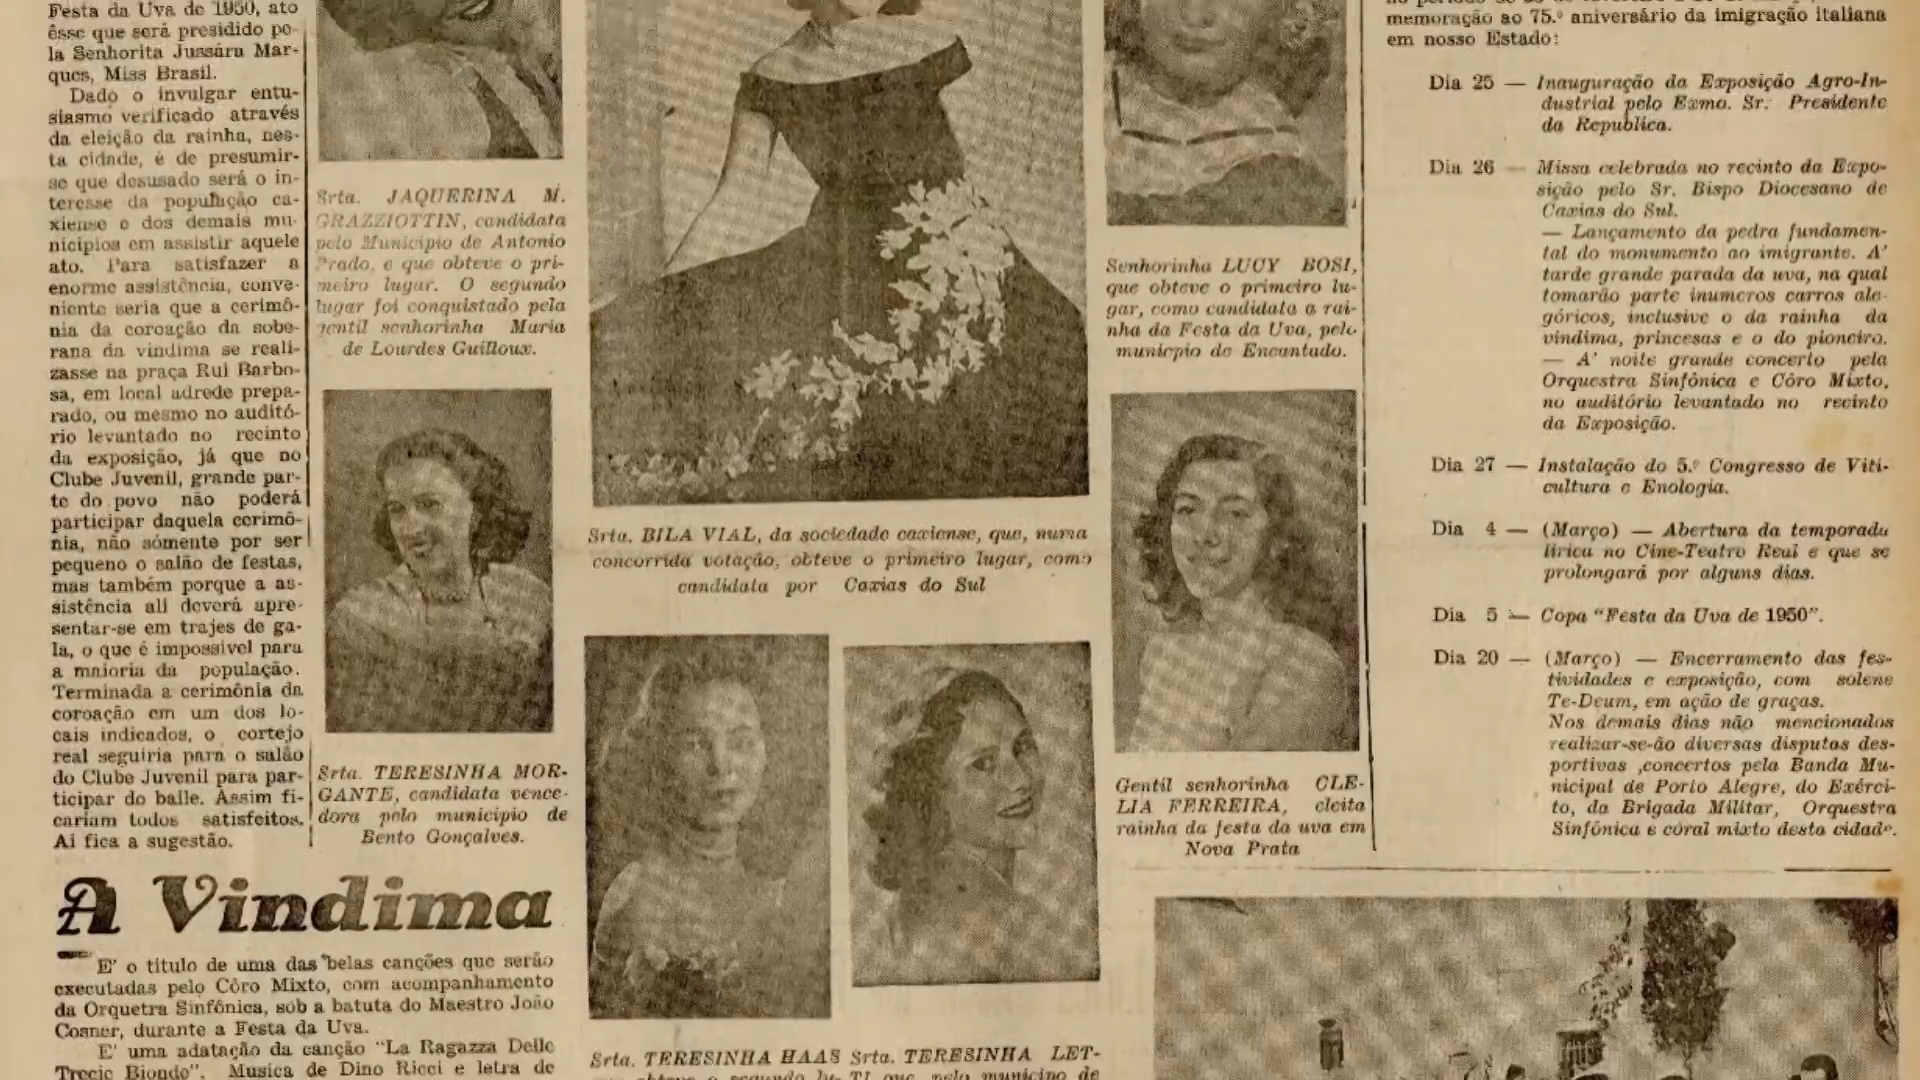 Festa da Uva de 1950, ato
êsse que será presidido pe-
la Senhorita Jussára Mar-
ques, Miss Brasil.
Dado o invulgar entu-
siasmo verificado através
da eleição da rainha, nes-
ta cidade, é de presumir-
se que desusado será o in-
teresse da população ca-
xiense e dos demais mu-
nicipios em assistir aquele
ato. Para satisfazer a
enorme assistência, conve-
niente seria que a cerimô-
nia da coroação da sobe-
rana da vindima se reali-
zasse na praça Rui Barbo-
sa, em local adrede prepa-
rado, ou mesmo no auditó-
rio levantado no recinto
da exposição, já que no
Clube Juvenil, grande par-
te do povo não poderá
participar daquela cerimô-
nia, não sómente por ser
pequeno o salão de festas,
mas também porque a as-
sistência ali deverá apre-
sentar-se em trajes de ga-
la, o que é impossível para
a maioria da população.
Terminada a cerimônia da
coroação em um dos lo-
cais indicados, o cortejo
real seguiria para o salão
do Clube Juvenil para par-
ticipar do baile. Assim fi-
cariam todos satisfeitos.
Ai fica a sugestão.
A Vindima
E' o titulo de uma das belas canções que serão
executadas pelo Côro Mixto, com acompanhamento
da Orquetra Sinfônica, sob a batuta do Maestro João
Cosner, durante a Festa da Uva.
E' uma adatação da canção "La Ragazza Delle
Trecie Bionde". Musica de Dino Ricci e letra de
Srta. JAQUERINA M.
GRAZZIOTTIN, candidata
pelo Municipio de Antonio
Prado, e que obteve o pri-
meiro lugar. O segundo
lugar foi conquistado pela
gentil senhorinha Maria
de Lourdes Guilloux.
Srta. TERESINHA MOR-
GANTE, candidata vence-
dora pelo municipio de
Bento Gonçalves.
Srta. BILA VIAL, da sociedade caxiense, que, numa
concorrida votação, obteve o primeiro lugar, como
candidata por Caxias do Sul
Srta. TERESINHA HAAS
obteve o segundo lu-
Srta. TERESINHA LET-
TI que, pelo municipo de
Senhorinha LUCY BOSI,
que obteve o primeiro lu-
gar, como candidata a rai-
nha da Festa da Uva, pelo
municpio de Encantado.
Gentil senhorinha CLE-
LIA FERREIRA, eleita
rainha da festa da uva em
Nova Prata
memoração ao 75.º aniversário da imigração italiana
em nosso Estado:
Dia 25 — Inauguração da Exposição Agro-In-
dustrial pelo Exmo. Sr. Presidente
da Republica.
Dia 26 — Missa celebrada no recinto da Expo-
sição pelo Sr. Bispo Diocesano de
Caxias do Sul.
— Lançamento da pedra fundamen-
tal do monumento ao imigrante. A'
tarde grande parada da uva, na qual
tomarão parte inumeros carros ale-
góricos, inclusive o da rainha da
vindima, princesas e o do pioneiro.
— A' noite grande concerto pela
Orquestra Sinfônica e Côro Mixto,
no auditório levantado no recinto
da Exposição.
Dia 27 — Instalação do 5.º Congresso de Viti-
cultura e Enologia.
Dia 4 — (Março) — Abertura da temporada
lírica no Cine-Teatro Real e que se
prolongará por alguns dias.
Dia 5 — Copa "Festa da Uva de 1950".
Dia 20 — (Março) — Encerramento das fes-
tividades e exposição, com solene
Te-Deum, em ação de graças.
Nos demais dias não mencionados
realizar-se-ão diversas disputas des-
portivas ,concertos pela Banda Mu-
nicipal de Porto Alegre, do Exérci-
to, da Brigada Militar, Orquestra
Sinfônica e córal mixto desta cidade.